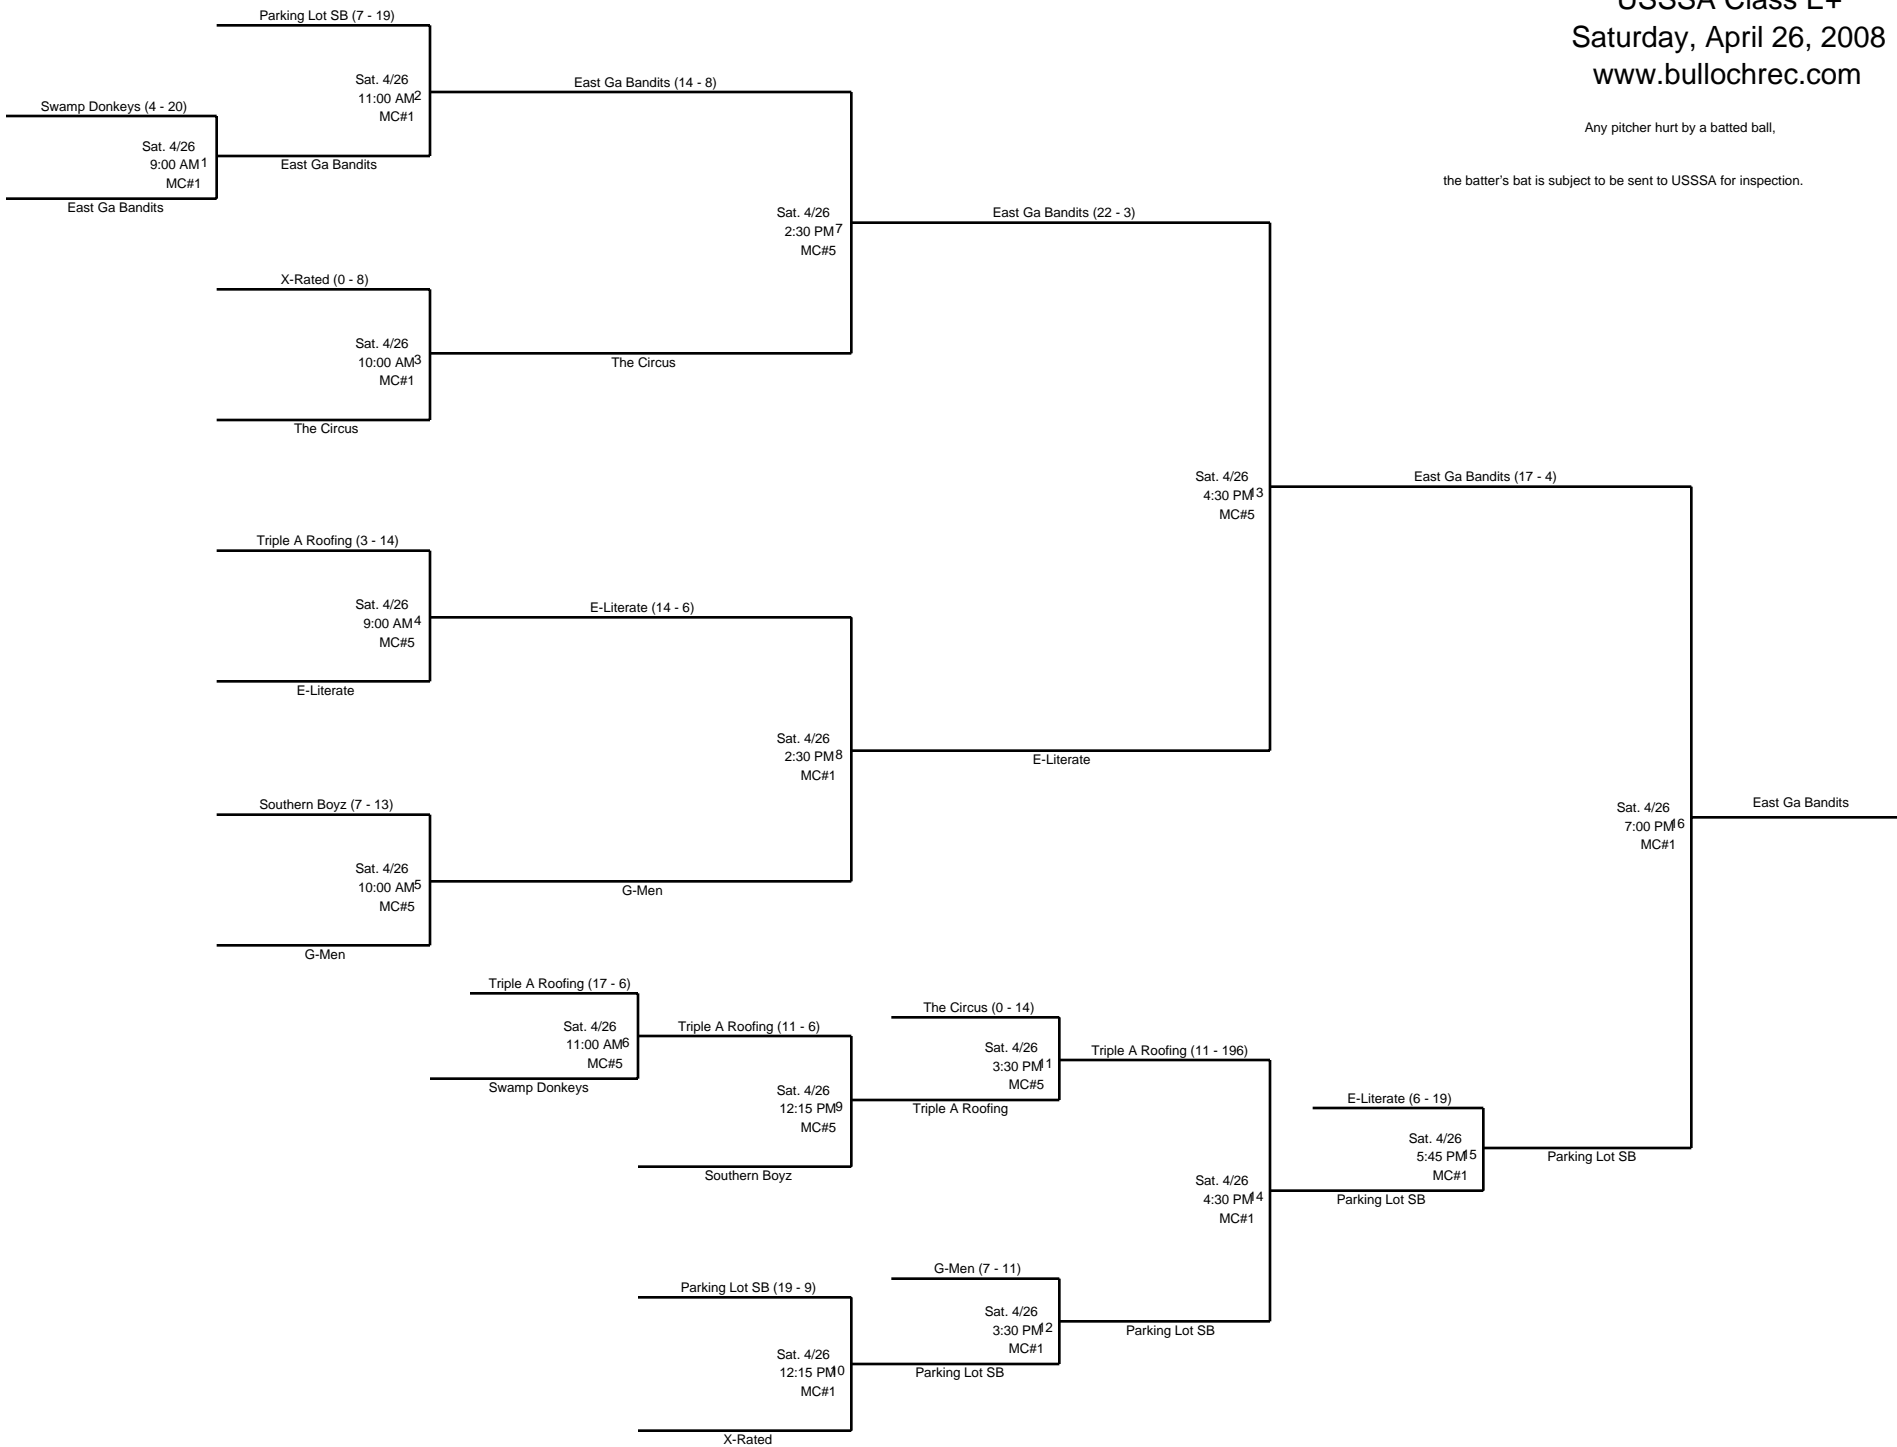 USSSA Class E+
Saturday, April 26, 2008
www.bullochrec.com
Any pitcher hurt by a batted ball,
the batter's bat is subject to be sent to USSSA for inspection.
Parking Lot SB (7 - 19)
Sat. 4/26
11:00 AM 2
MC#1
East Ga Bandits (14 - 8)
Swamp Donkeys (4 - 20)
Sat. 4/26
9:00 AM 1
MC#1
East Ga Bandits
East Ga Bandits
Sat. 4/26
2:30 PM 7
MC#5
East Ga Bandits (22 - 3)
X-Rated (0 - 8)
Sat. 4/26
10:00 AM 3
MC#1
The Circus
The Circus
Sat. 4/26
4:30 PM 13
MC#5
East Ga Bandits (17 - 4)
Triple A Roofing (3 - 14)
Sat. 4/26
9:00 AM 4
MC#5
E-Literate (14 - 6)
E-Literate
Sat. 4/26
2:30 PM 8
MC#1
E-Literate
Southern Boyz (7 - 13)
Sat. 4/26
10:00 AM 5
MC#5
G-Men
G-Men
Sat. 4/26
7:00 PM 16
MC#1
East Ga Bandits
Triple A Roofing (17 - 6)
Sat. 4/26
11:00 AM 6
MC#5
Swamp Donkeys
Triple A Roofing (11 - 6)
Sat. 4/26
12:15 PM 9
MC#5
Southern Boyz
The Circus (0 - 14)
Sat. 4/26
3:30 PM 11
MC#5
Triple A Roofing
Triple A Roofing (11 - 196)
Sat. 4/26
4:30 PM 14
MC#1
E-Literate (6 - 19)
Sat. 4/26
5:45 PM 15
MC#1
Parking Lot SB
Parking Lot SB
Parking Lot SB (19 - 9)
Sat. 4/26
12:15 PM 10
MC#1
X-Rated
G-Men (7 - 11)
Sat. 4/26
3:30 PM 12
MC#1
Parking Lot SB
Parking Lot SB